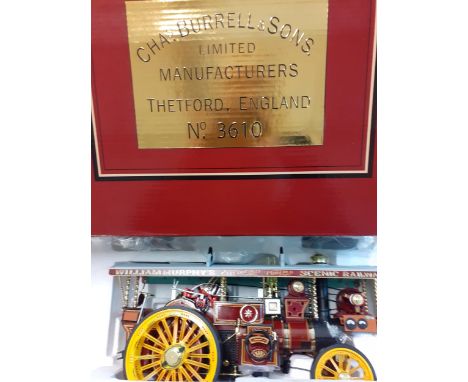 CHAS. BURRELL & SONS.
LIMITED
MANUFACTURERS
THETFORD, ENGLAND
No. 3610
WILLIAM MURPHY'S SCENIC RAILWAY